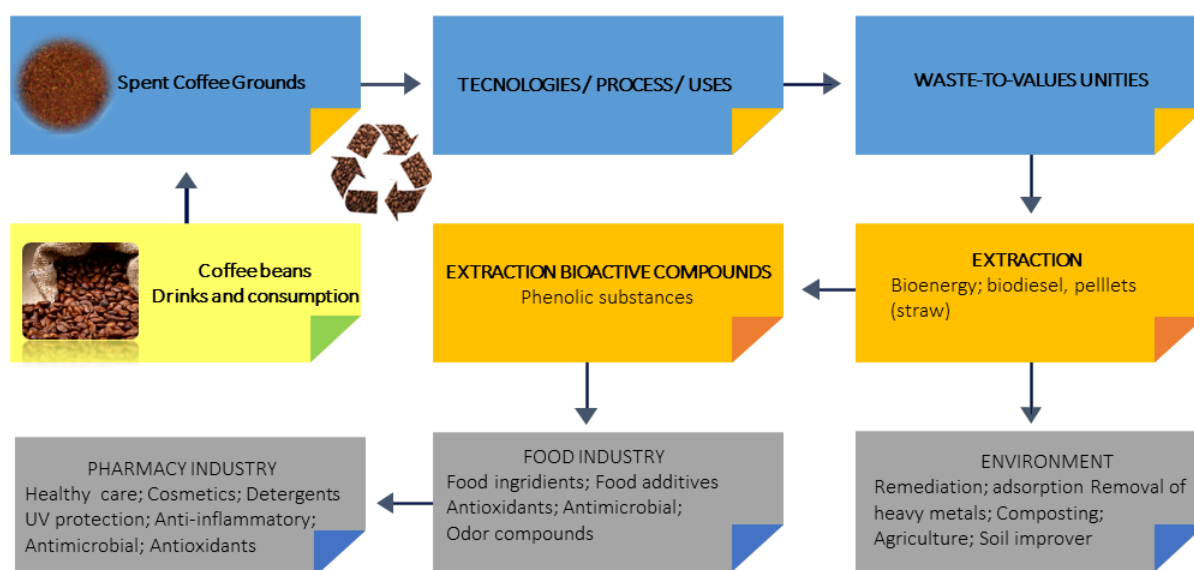 Spent Coffee Grounds
TECNOLOGIES / PROCESS / USES
WASTE-TO-VALUES UNITIES
Coffee beans
Drinks and consumption
EXTRACTION BIOACTIVE COMPOUNDS
Phenolic substances
EXTRACTION
Bioenergy; biodiesel, pelllets
(straw)
PHARMACY INDUSTRY
Healthy care; Cosmetics; Detergents
UV protection; Anti-inflammatory;
Antimicrobial; Antioxidants
FOOD INDUSTRY
Food ingridients; Food additives
Antioxidants; Antimicrobial;
Odor compounds
ENVIRONMENT
Remediation; adsorption Removal of
heavy metals; Composting;
Agriculture; Soil improver